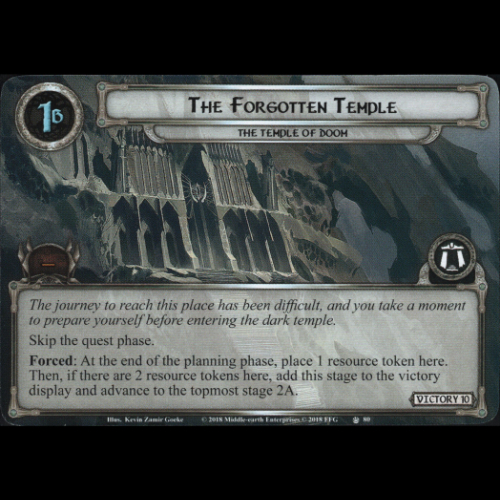 1B
THE FORGOTTEN TEMPLE
THE TEMPLE OF DOOM
-
The journey to reach this place has been difficult, and you take a moment
to prepare yourself before entering the dark temple.
Skip the quest phase.
Forced: At the end of the planning phase, place 1 resource token here.
Then, if there are 2 resource tokens here, add this stage to the victory
display and advance to the topmost stage 2A.
VICTORY 10
Illus. Kevin Zamir Goeke © 2018 Middle-earth Enterprises © 2018 FFG 80